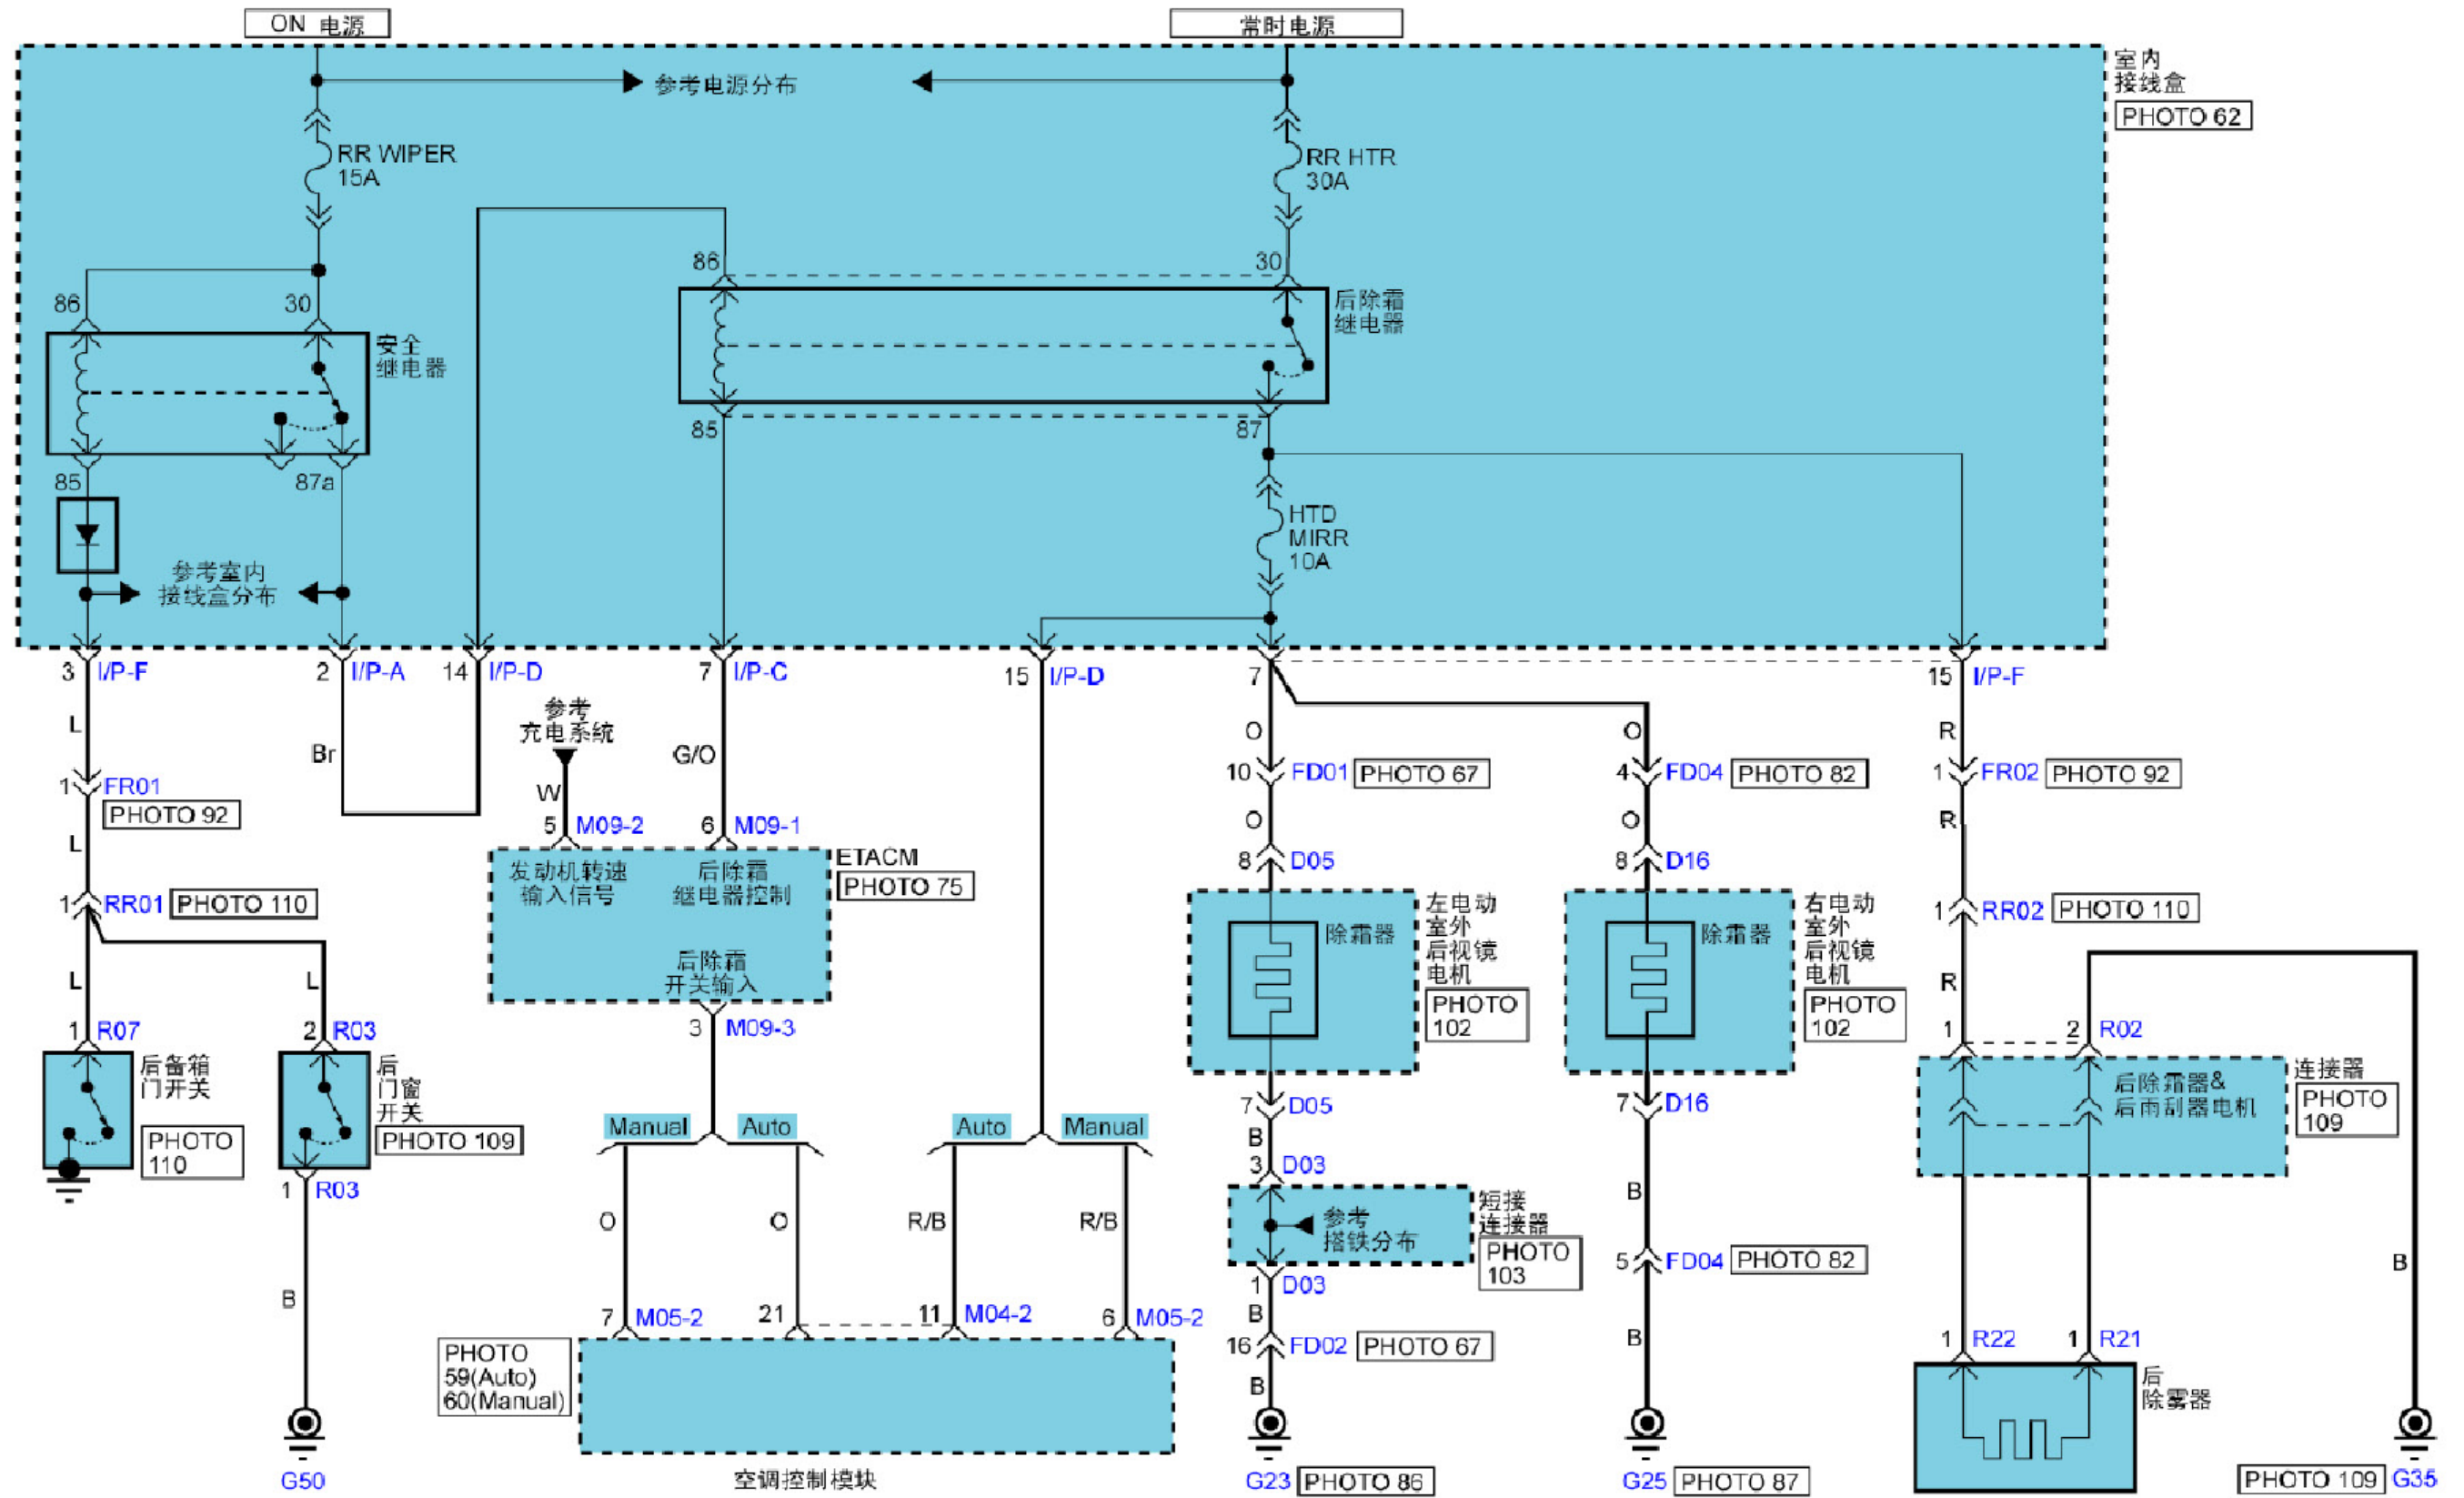 ON 电源
常时电源
参考电源分布
室内
接线盒
PHOTO 62
RR WIPER
15A
RR HTR
30A
86
30
安全
继电器
86
30
后除霜
继电器
85
87a
85
87
HTD
MIRR
10A
参考室内
接线盒分布
3 I/P-F
2 I/P-A
14 I/P-D
7 I/P-C
15 I/P-D
7
15 I/P-F
L
Br
参考
充电系统
G/O
O
O
R
W
1 FR01
PHOTO 92
5 M09-2
6 M09-1
10 FD01 PHOTO 67
4 FD04 PHOTO 82
1 FR02 PHOTO 92
L
O
O
R
发动机转速
输入信号
后除霜
继电器控制
ETACM
PHOTO 75
8 D05
8 D16
1 RR01 PHOTO 110
1 RR02 PHOTO 110
后除霜
开关输入
除霜器
左电动
室外
后视镜
电机
PHOTO
102
除霜器
右电动
室外
后视镜
电机
PHOTO
102
L
L
R
1 R07
2 R03
3 M09-3
1
2 R02
后备箱
门开关
PHOTO
110
后
门窗
开关
PHOTO 109
后除霜器&
后雨刮器电机
连接器
PHOTO
109
Manual
Auto
Auto
Manual
7 D05
7 D16
B
3 D03
1 R03
O
O
R/B
R/B
参考
搭铁分布
短接
连接器
PHOTO
103
B
B
5 FD04 PHOTO 82
B
1 D03
B
7 M05-2
21
11 M04-2
6 M05-2
16 FD02 PHOTO 67
B
1 R22
1 R21
PHOTO
59(Auto)
60(Manual)
B
后
除雾器
G50
空调控制模块
G23 PHOTO 86
G25 PHOTO 87
PHOTO 109 G35